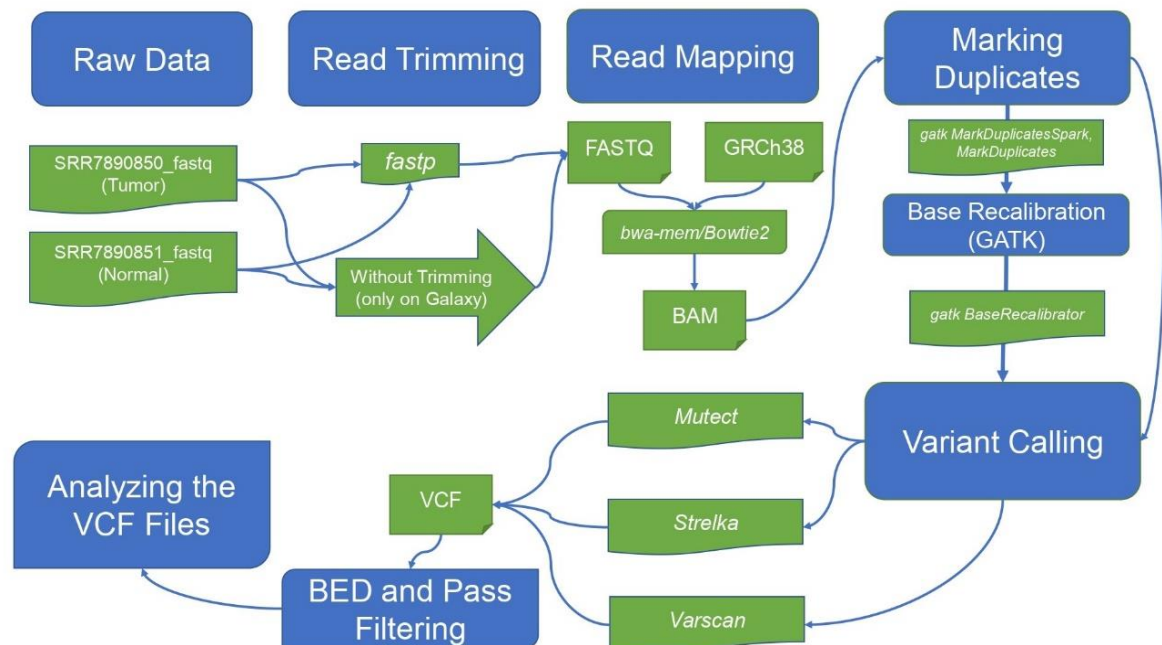 Raw Data
Read Trimming
Read Mapping
Marking
Duplicates
SRR7890850_fastq
(Tumor)
fastp
FASTQ
GRCh38
gatk MarkDuplicatesSpark,
MarkDuplicates
SRR7890851_fastq
(Normal)
Without Trimming
(only on Galaxy)
bwa-mem/Bowtie2
Base Recalibration
(GATK)
BAM
gatk BaseRecalibrator
Variant Calling
Mutect
Strelka
Varscan
VCF
BED and Pass
Filtering
Analyzing the
VCF Files